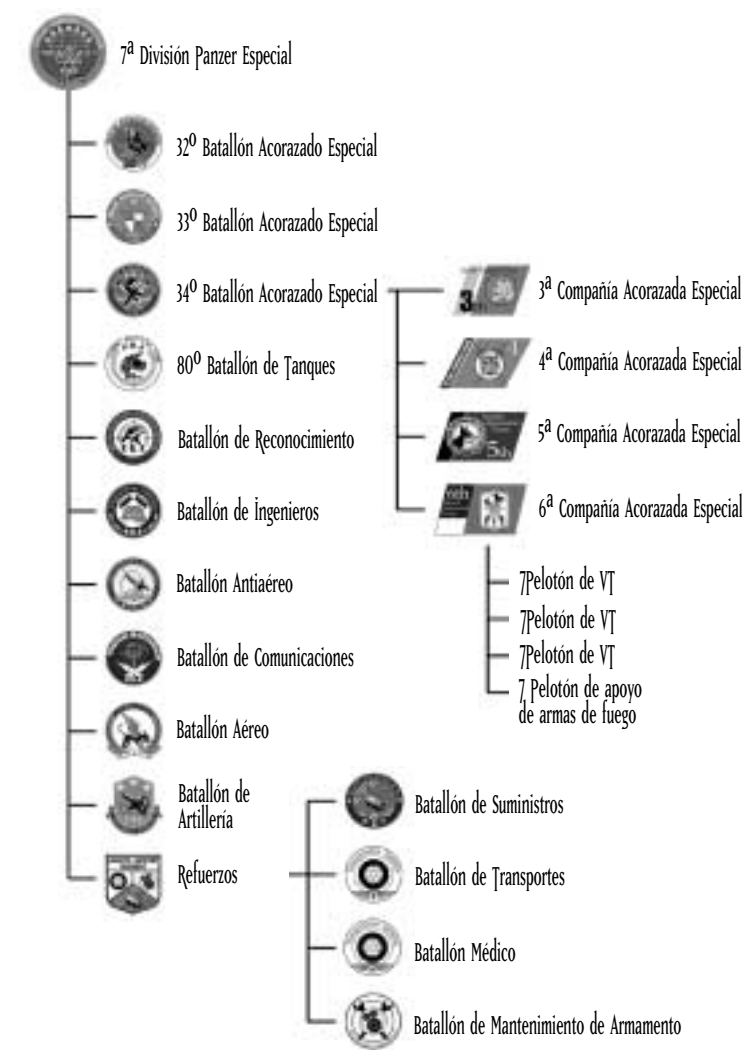 7ª División Panzer Especial
32º Batallón Acorazado Especial
33º Batallón Acorazado Especial
34º Batallón Acorazado Especial
80º Batallón de Tanques
Batallón de Reconocimiento
Batallón de Ingenieros
Batallón Antiaéreo
Batallón de Comunicaciones
Batallón Aéreo
Batallón de
Artillería
Refuerzos
3ª Compañía Acorazada Especial
4ª Compañía Acorazada Especial
5ª Compañía Acorazada Especial
6ª Compañía Acorazada Especial
7Pelotón de VT
7Pelotón de VT
7Pelotón de VT
7 Pelotón de apoyo
de armas de fuego
Batallón de Suministros
Batallón de Transportes
Batallón Médico
Batallón de Mantenimiento de Armamento